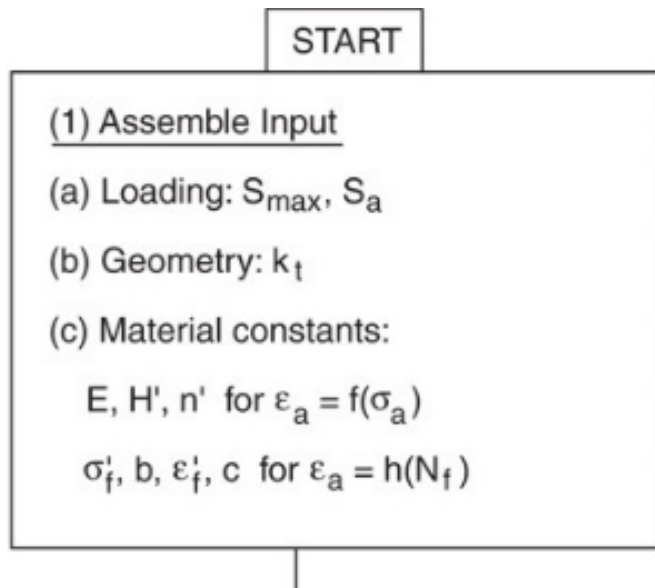 START
(1) Assemble Input
(a) Loading: Smax, Sa
(b) Geometry: kt
(c) Material constants:
E, H', n' for εa = f(σa)
σ'f, b, ε'f, c for εa = h(Nf)